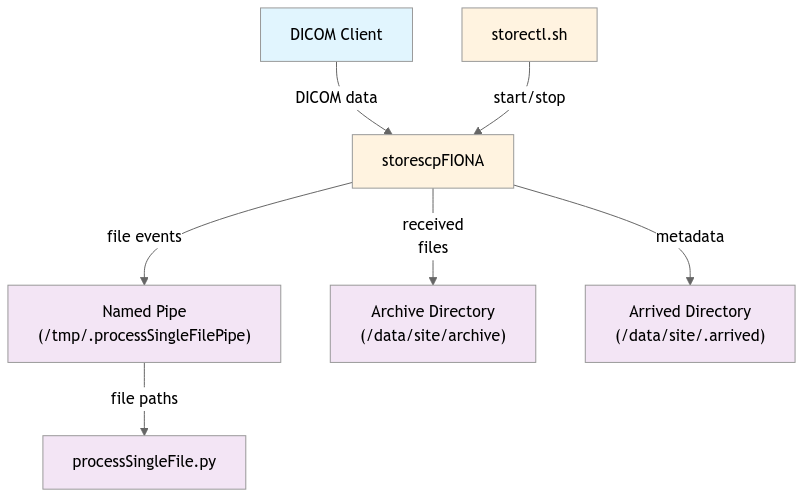 DICOM Client
storectl.sh
DICOM data
start/stop
storescpFIONA
file events
received
files
metadata
Named Pipe
(/tmp/.processSingleFilePipe)
Archive Directory
(/data/site/archive)
Arrived Directory
(/data/site/.arrived)
file paths
processSingleFile.py